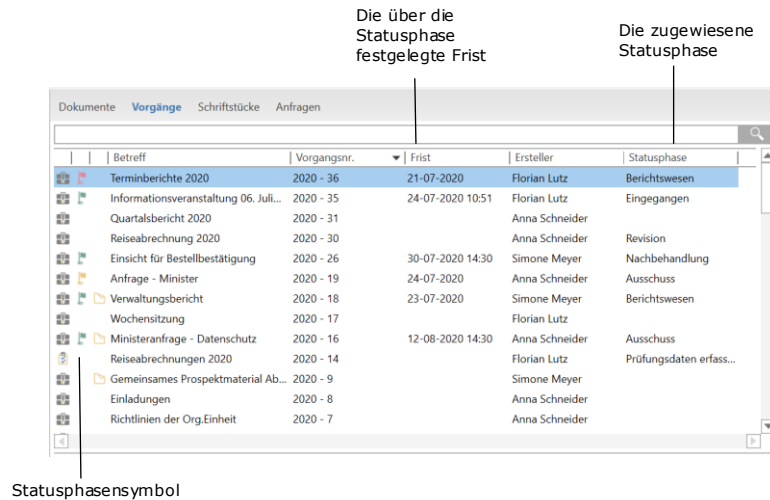 Die über die
Statusphase
festgelegte Frist
Die zugewiesene
Statusphase
Dokumente Vorgänge Schriftstücke Anfragen
Betreff Vorgangsnr. Frist Ersteller Statusphase
Terminberichte 2020 2020 - 36 21-07-2020 Florian Lutz Berichtswesen
Informationsveranstaltung 06. Juli... 2020 - 35 24-07-2020 10:51 Florian Lutz Eingegangen
Quartalsbericht 2020 2020 - 31 Anna Schneider
Reiseabrechnung 2020 2020 - 30 Anna Schneider Revision
Einsicht für Bestellbestätigung 2020 - 26 30-07-2020 14:30 Simone Meyer Nachbehandlung
Anfrage - Minister 2020 - 19 24-07-2020 Anna Schneider Ausschuss
Verwaltungsbericht 2020 - 18 23-07-2020 Simone Meyer Berichtswesen
Wochensitzung 2020 - 17 Florian Lutz
Ministeranfrage - Datenschutz 2020 - 16 12-08-2020 14:30 Anna Schneider Ausschuss
Reiseabrechnungen 2020 2020 - 14 Florian Lutz Prüfungsdaten erfass...
Gemeinsames Prospektmaterial Ab... 2020 - 9 Simone Meyer
Einladungen 2020 - 8 Anna Schneider
Richtlinien der Org.Einheit 2020 - 7 Anna Schneider
Statusphasensymbol